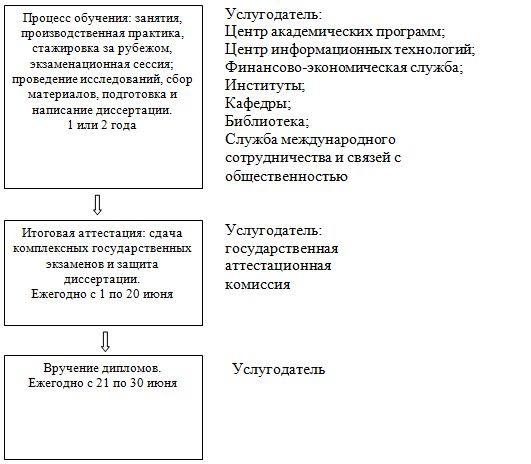 Процесс обучения: занятия,
производственная практика,
стажировка за рубежом,
экзаменационная сессия;
проведение исследований, сбор
материалов, подготовка и
написание диссертации.
1 или 2 года
Услугодатель:
Центр академических программ;
Центр информационных технологий;
Финансово-экономическая служба;
Институты;
Кафедры;
Библиотека;
Служба международного
сотрудничества и связей с
общественностью
Итоговая аттестация: сдача
комплексных государственных
экзаменов и защита
диссертации.
Ежегодно с 1 по 20 июня
Услугодатель:
государственная
аттестационная
комиссия
Вручение дипломов.
Ежегодно с 21 по 30 июня
Услугодатель